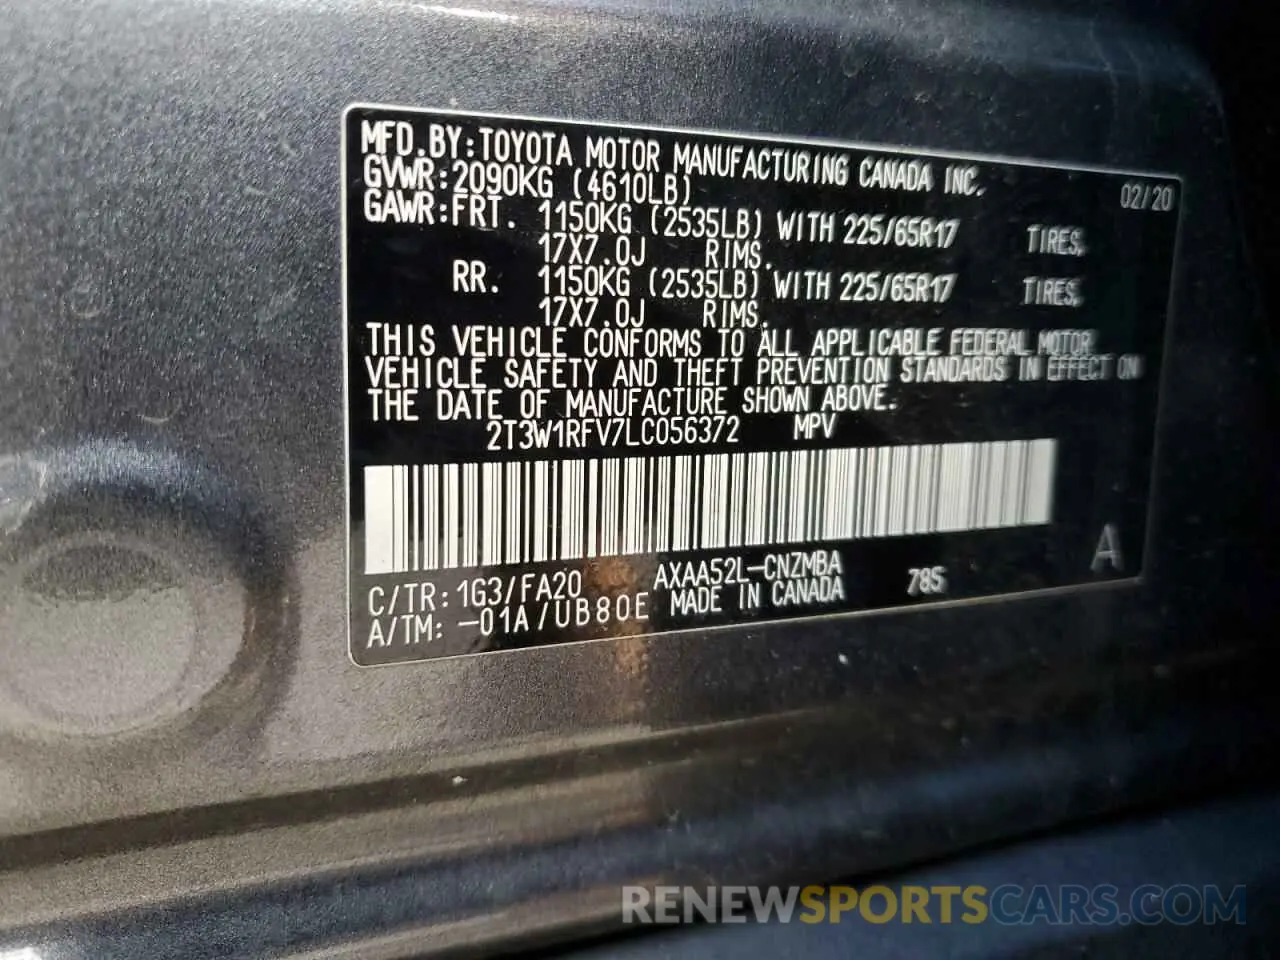 MFD.BY:TOYOTA MOTOR MANUFACTURING CANADA INC. 02/20
GVWR:2090KG (4610LB)
GAWR:FRT. 1150KG (2535LB) WITH 225/65R17 TIRES,
17X7.0J RIMS.
RR. 1150KG (2535LB) WITH 225/65R17 TIRES,
17X7.0J RIMS.
THIS VEHICLE CONFORMS TO ALL APPLICABLE FEDERAL MOTOR
VEHICLE SAFETY AND THEFT PREVENTION STANDARDS IN EFFECT ON
THE DATE OF MANUFACTURE SHOWN ABOVE.
2T3W1RFV7LC056372 MPV
C/TR:1G3/FA20 AXAA52L-CNZMBA 785
A/TM:-01A/UB80E MADE IN CANADA
A
RENEWSPORTSCARS.COM